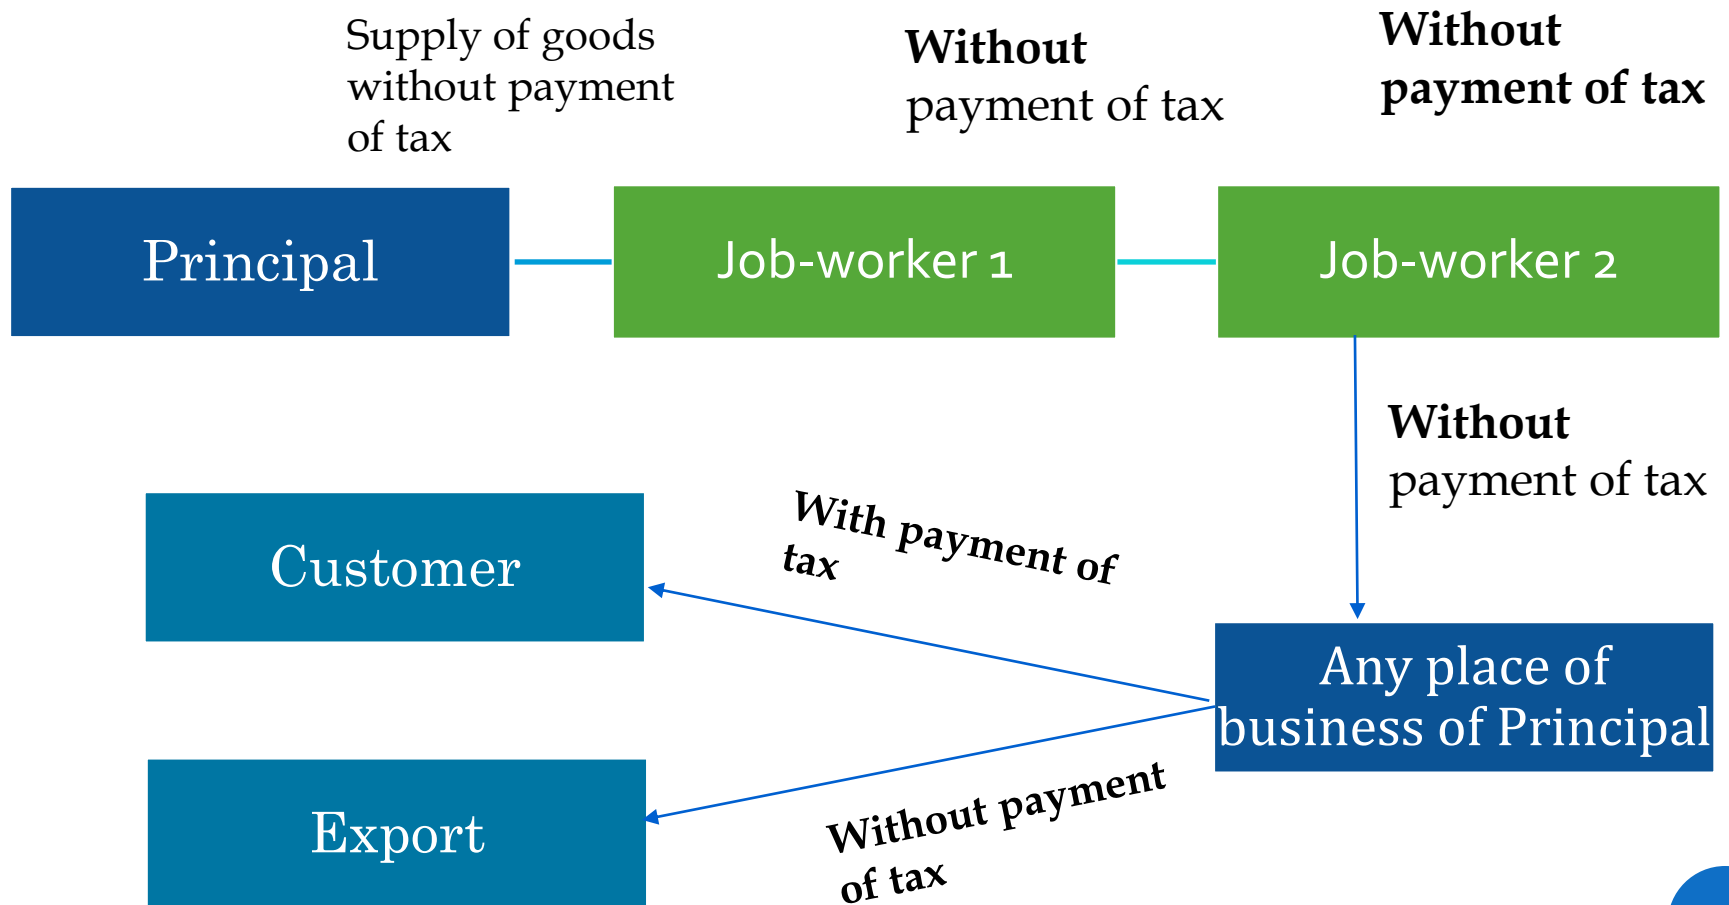 Supply of goods
without payment
of tax
Without
payment of tax
Without
payment of tax
Principal
Job-worker 1
Job-worker 2
Without
payment of tax
With payment of
tax
Customer
Any place of
business of Principal
Export
Without payment
of tax